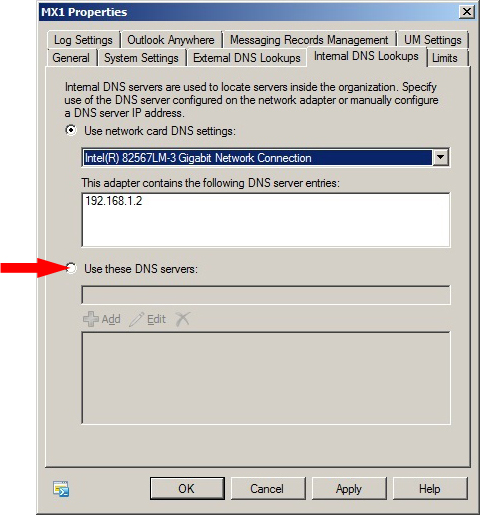 MX1 Properties
Log Settings Outlook Anywhere Messaging Records Management UM Settings
General System Settings External DNS Lookups Internal DNS Lookups Limits
Internal DNS servers are used to locate servers inside the organization. Specify
use of the DNS server configured on the network adapter or manually configure
a DNS server IP address.
Use network card DNS settings:
Intel(R) 82567LM-3 Gigabit Network Connection
This adapter contains the following DNS server entries:
192.168.1.2
Use these DNS servers:
Add Edit
OK Cancel Apply Help